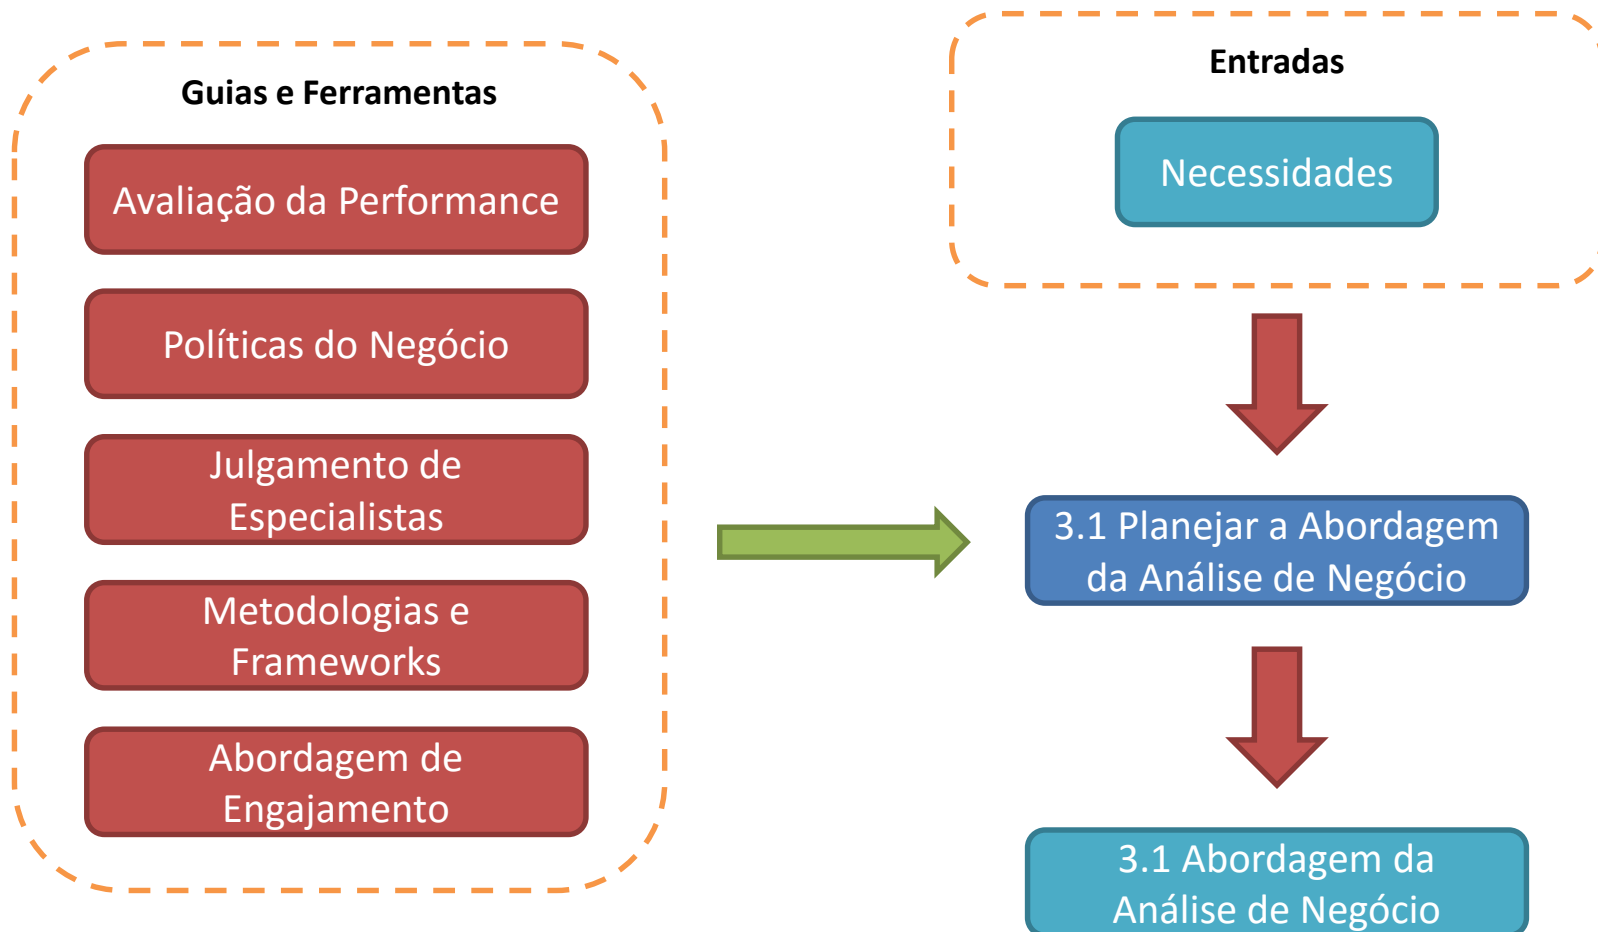 Guias e Ferramentas
Avaliação da Performance
Políticas do Negócio
Julgamento de
Especialistas
Metodologias e
Frameworks
Abordagem de
Engajamento
Entradas
Necessidades
3.1 Planejar a Abordagem
da Análise de Negócio
3.1 Abordagem da
Análise de Negócio